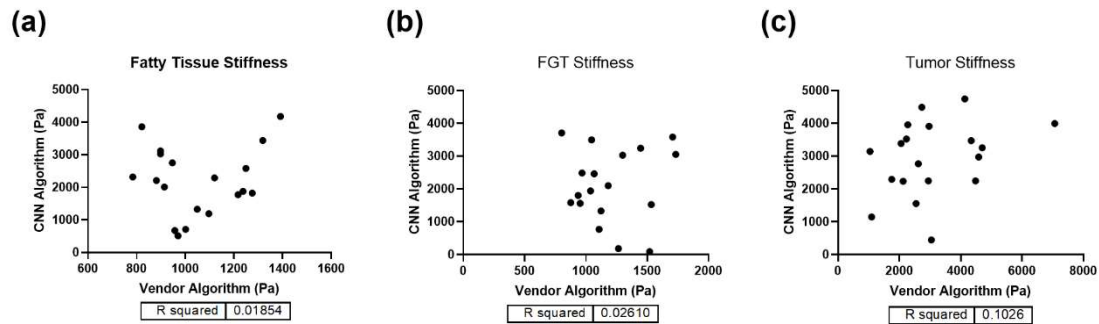 (a)
Fatty Tissue Stiffness
CNN Algorithm (Pa)
5000
4000
3000
2000
1000
0
600 800 1000 1200 1400 1600
Vendor Algorithm (Pa)
R squared 0.01854
(b)
FGT Stiffness
CNN Algorithm (Pa)
5000
4000
3000
2000
1000
0
0 500 1000 1500 2000
Vendor Algorithm (Pa)
R squared 0.02610
(c)
Tumor Stiffness
CNN Algorithm (Pa)
5000
4000
3000
2000
1000
0
0 2000 4000 6000 8000
Vendor Algorithm (Pa)
R squared 0.1026